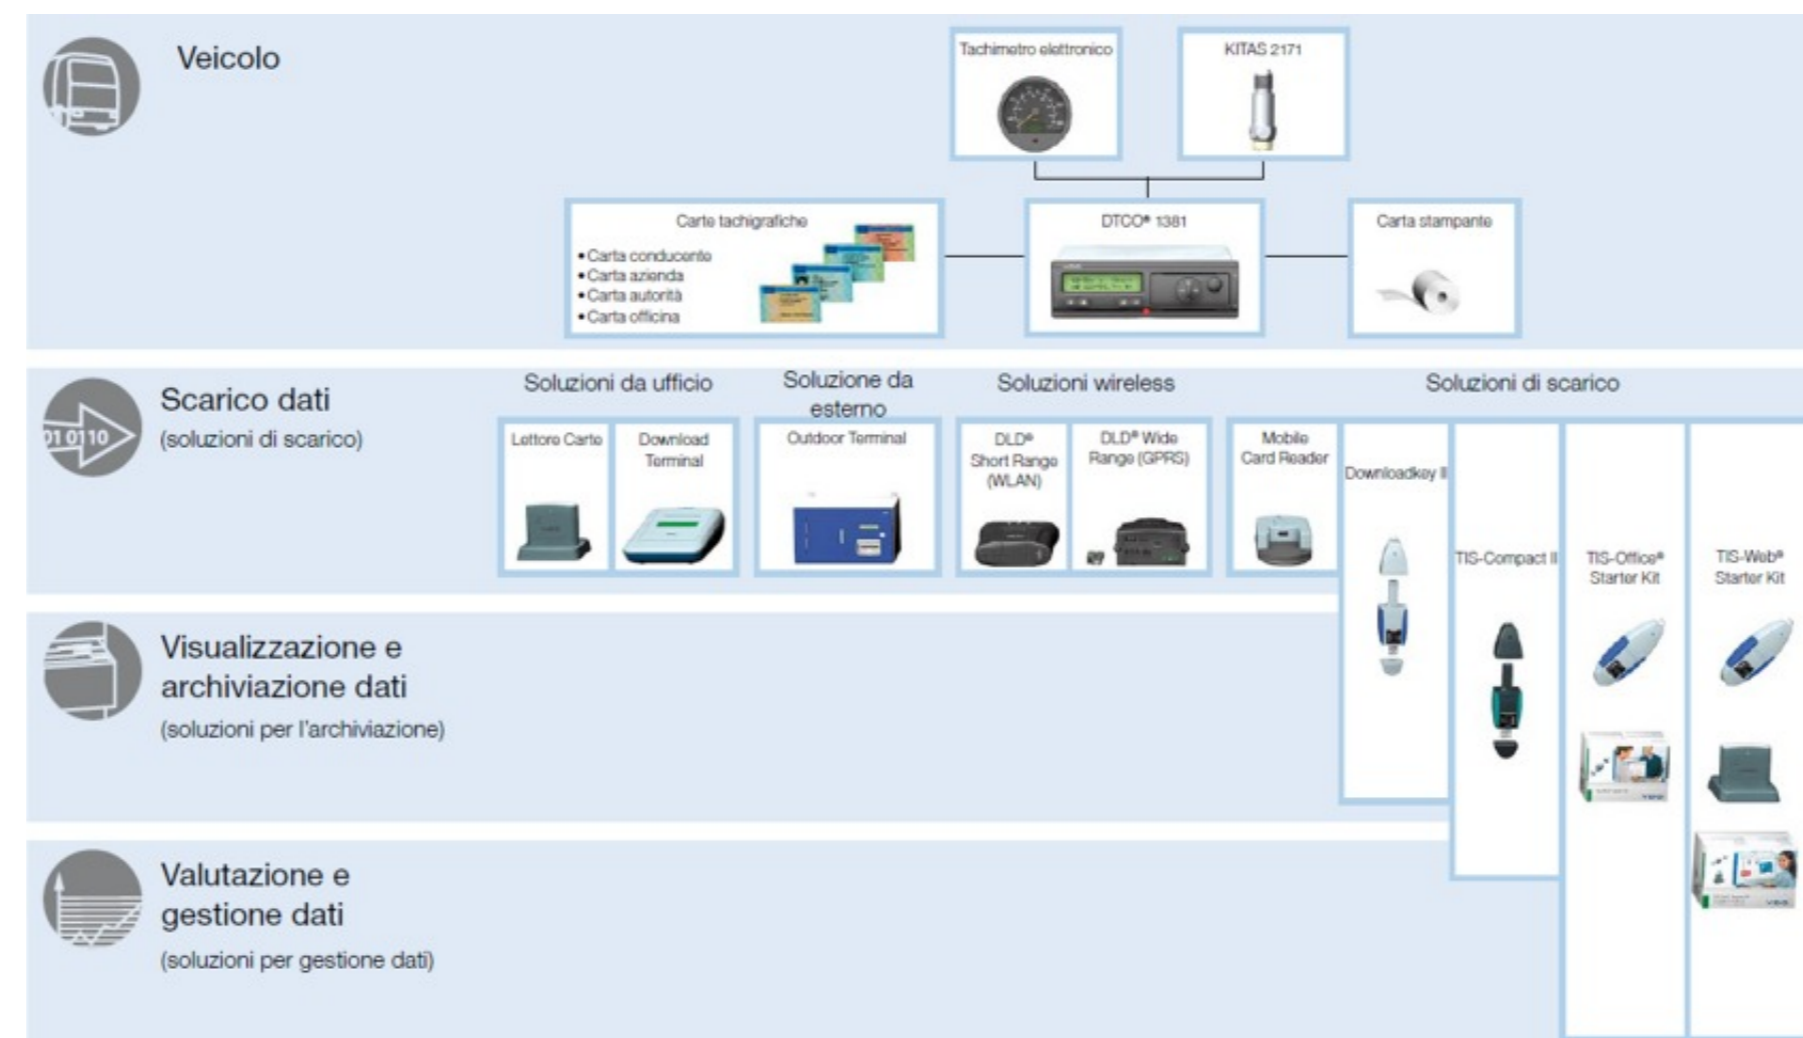 Veicolo
Tachimetro elettronico
KITAS 2171
Carte tachigrafiche
• Carta conducente
• Carta azienda
• Carta autorità
• Carta officina
DTCO® 1381
Carta stampante
01 0110
Scarico dati
(soluzioni di scarico)
Soluzioni da ufficio
Lettore Carte
Download
Terminal
Soluzione da
esterno
Outdoor Terminal
Soluzioni wireless
DLD®
Short Range
(WLAN)
DLD® Wide
Range (GPRS)
Soluzioni di scarico
Mobile
Card Reader
Downloadkey II
TIS-Compact II
TIS-Office®
Starter Kit
TIS-Web®
Starter Kit
Visualizzazione e
archiviazione dati
(soluzioni per l'archiviazione)
VDO
VDO
Valutazione e
gestione dati
(soluzioni per gestione dati)